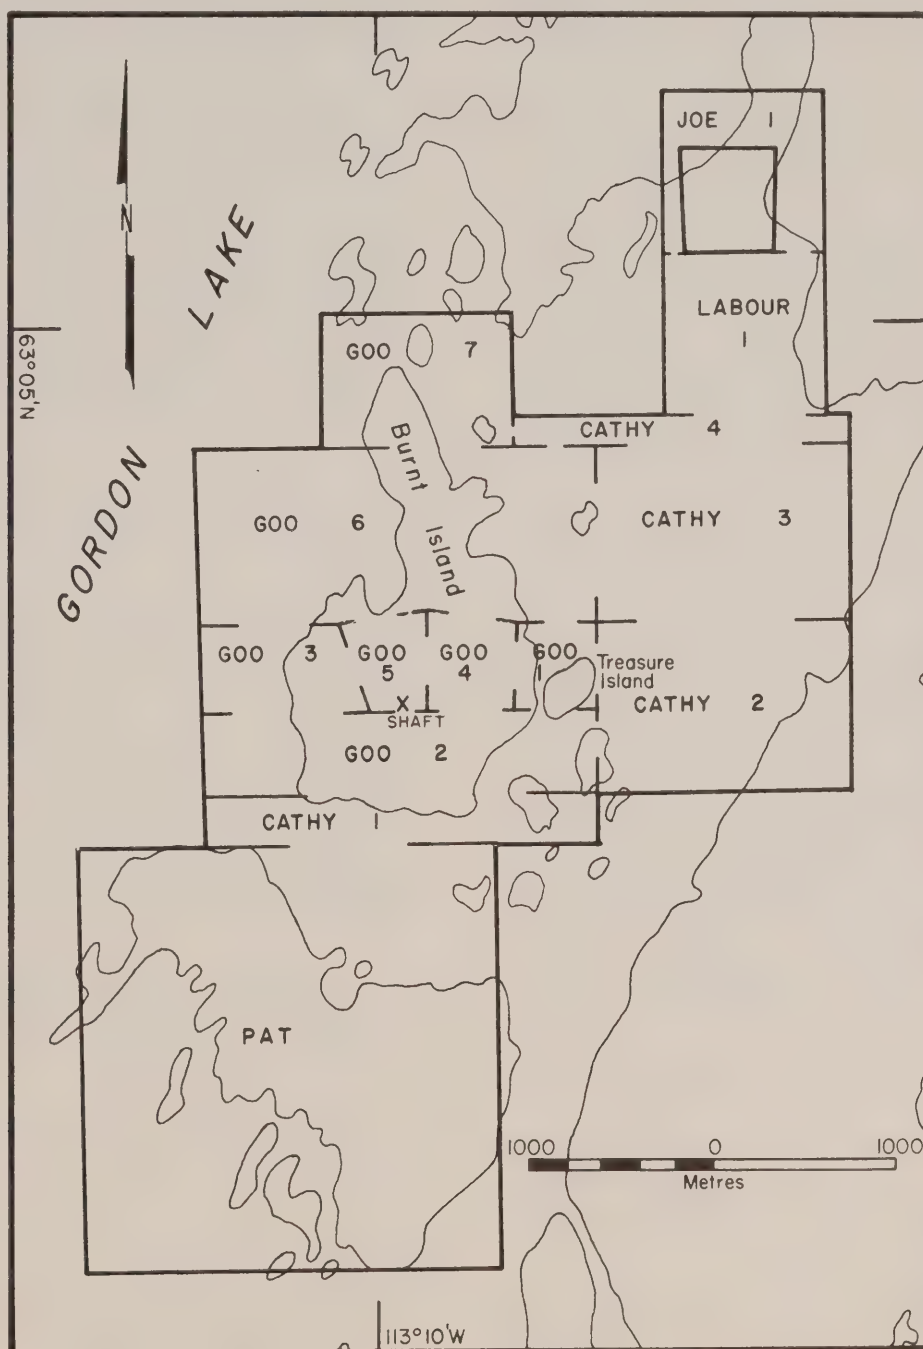 JOE 1
N
LAKE
LABOUR
1
63°05'N
GOO 7
CATHY 4
Burnt
Island
GORDON
GOO 6
CATHY 3
GOO 3
GOO
5
GOO
4
GOO
1
Treasure
Island
X
SHAFT
CATHY 2
GOO 2
CATHY 1
PAT
1000 0 1000
Metres
113°10'W